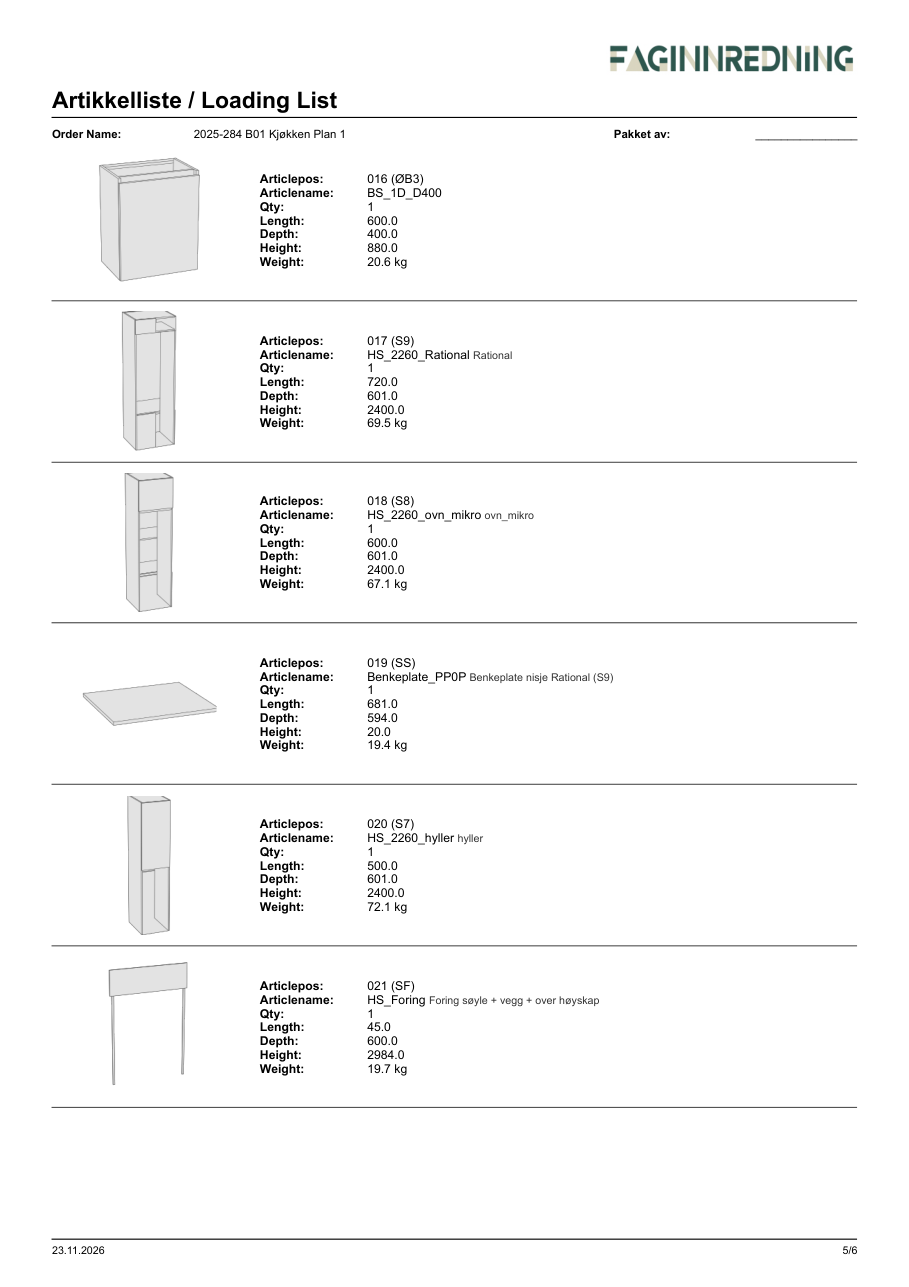 FAGINNREDNING
Artikkelliste / Loading List
Order Name: 2025-284 B01 Kjøkken Plan 1 Pakket av: ________________
Articlepos: 016 (ØB3)
Articlename: BS_1D_D400
Qty: 1
Length: 600.0
Depth: 400.0
Height: 880.0
Weight: 20.6 kg
Articlepos: 017 (S9)
Articlename: HS_2260_Rational Rational
Qty: 1
Length: 720.0
Depth: 601.0
Height: 2400.0
Weight: 69.5 kg
Articlepos: 018 (S8)
Articlename: HS_2260_ovn_mikro ovn_mikro
Qty: 1
Length: 600.0
Depth: 601.0
Height: 2400.0
Weight: 67.1 kg
Articlepos: 019 (SS)
Articlename: Benkeplate_PP0P Benkeplate nisje Rational (S9)
Qty: 1
Length: 681.0
Depth: 594.0
Height: 20.0
Weight: 19.4 kg
Articlepos: 020 (S7)
Articlename: HS_2260_hyller hyller
Qty: 1
Length: 500.0
Depth: 601.0
Height: 2400.0
Weight: 72.1 kg
Articlepos: 021 (SF)
Articlename: HS_Foring Foring søyle + vegg + over høyskap
Qty: 1
Length: 45.0
Depth: 600.0
Height: 2984.0
Weight: 19.7 kg
23.11.2026 5/6